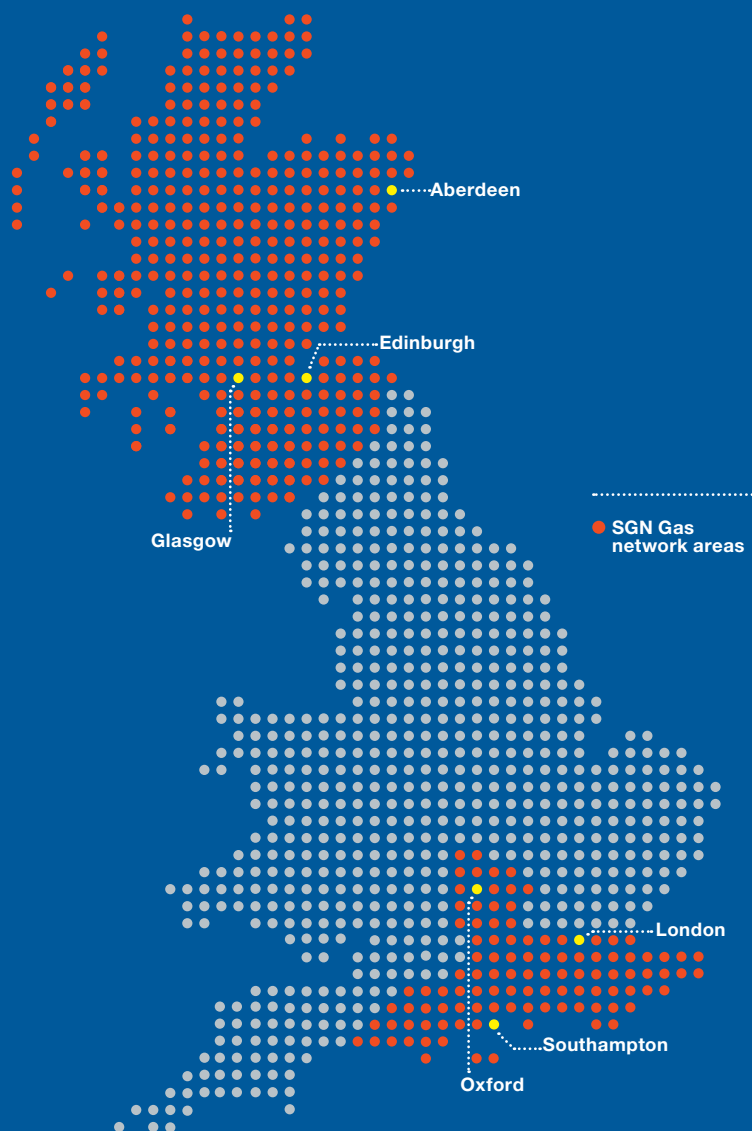 Aberdeen
Edinburgh
SGN Gas
network areas
Glasgow
London
Southampton
Oxford